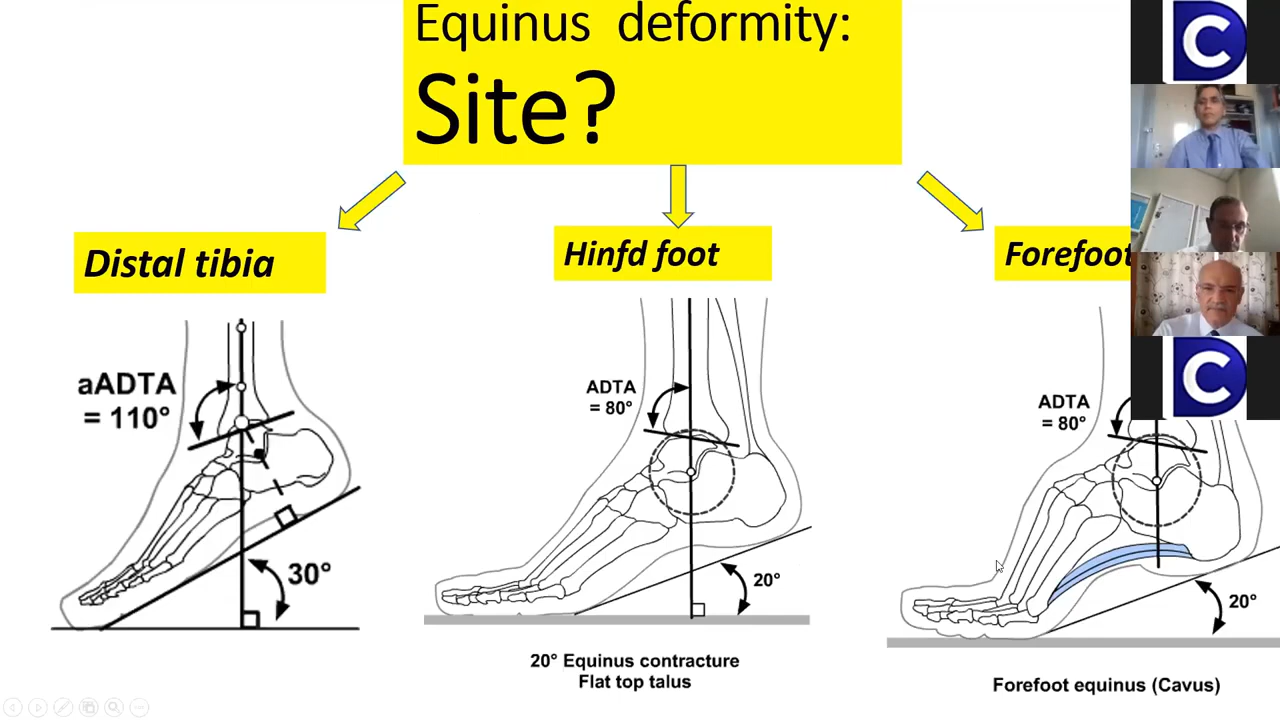 Equinus deformity:
Site?
Distal tibia
Hinfd foot
Forefoot
aADTA
= 110°
30°
ADTA
= 80°
20°
20° Equinus contracture
Flat top talus
ADTA
= 80°
20°
Forefoot equinus (Cavus)
C
C